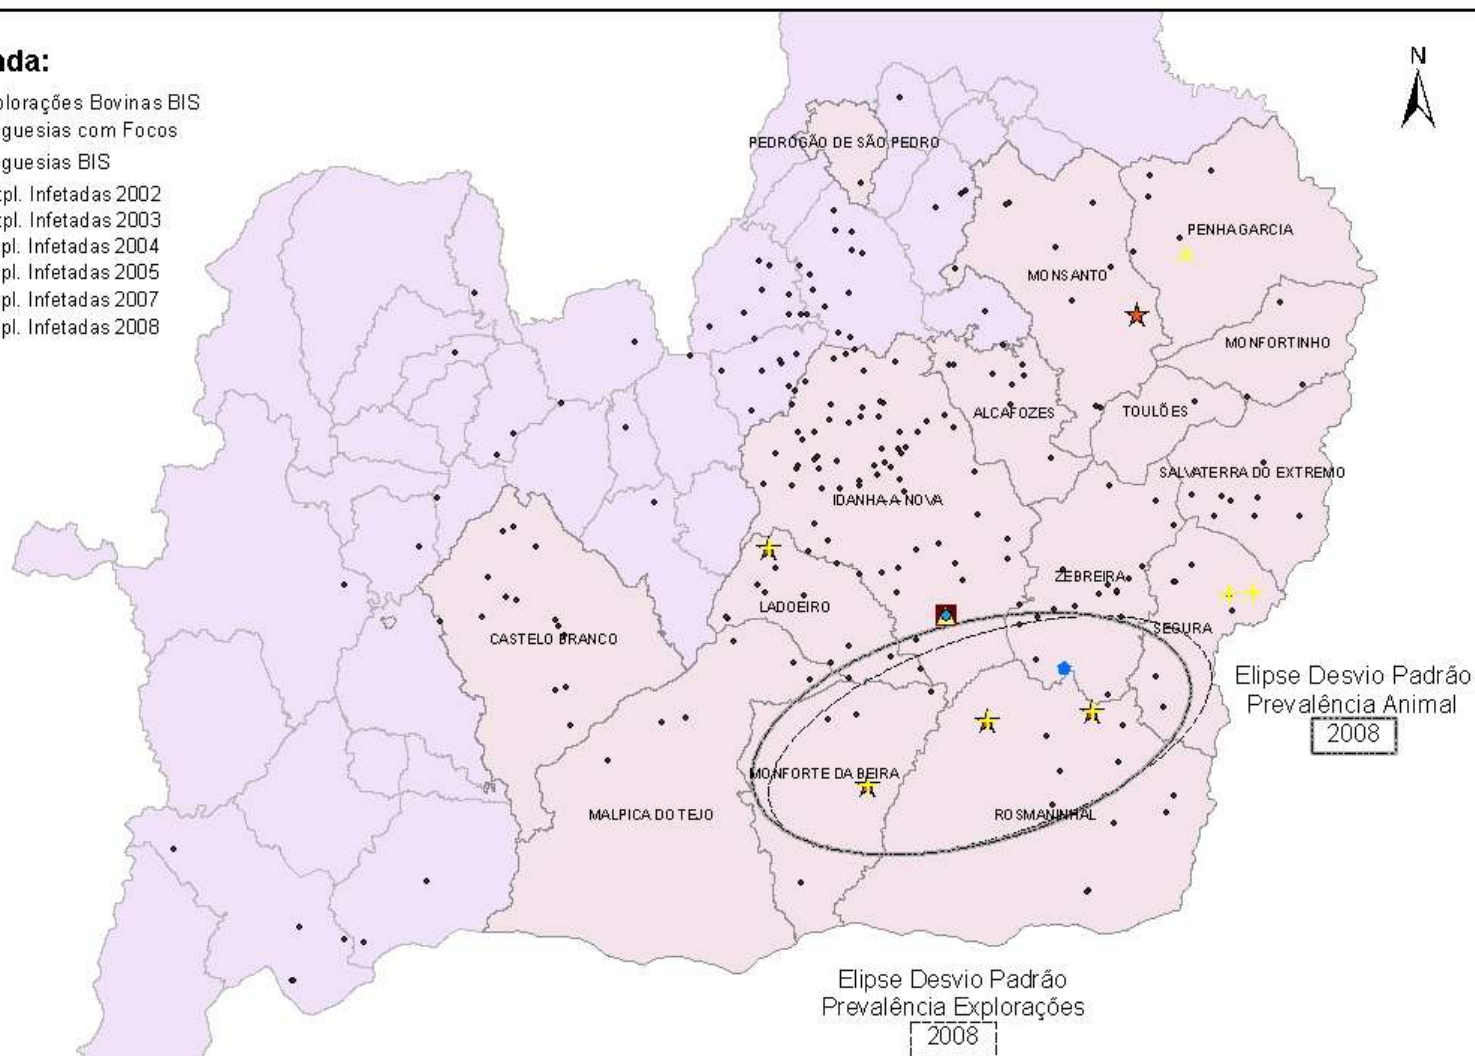 nda:
plorações Bovinas BIS
guesias com Focos
guesias BIS
pl. Infetadas 2002
pl. Infetadas 2003
pl. Infetadas 2004
pl. Infetadas 2005
pl. Infetadas 2007
pl. Infetadas 2008
N
PEDROGÃO DE SÃO PEDRO
PENHA GARCIA
MONSANTO
MONFORTINHO
ALCAFOZES
TOULÕES
SALVATERRA DO EXTREMO
IDANHA-A-NOVA
ZEBREIRA
LADOEIRO
SEGURA
CASTELO BRANCO
Elipse Desvio Padrão
Prevalência Animal
2008
MONFORTE DA BEIRA
MALPICA DO TEJO
ROSMANINHAL
Elipse Desvio Padrão
Prevalência Explorações
2008